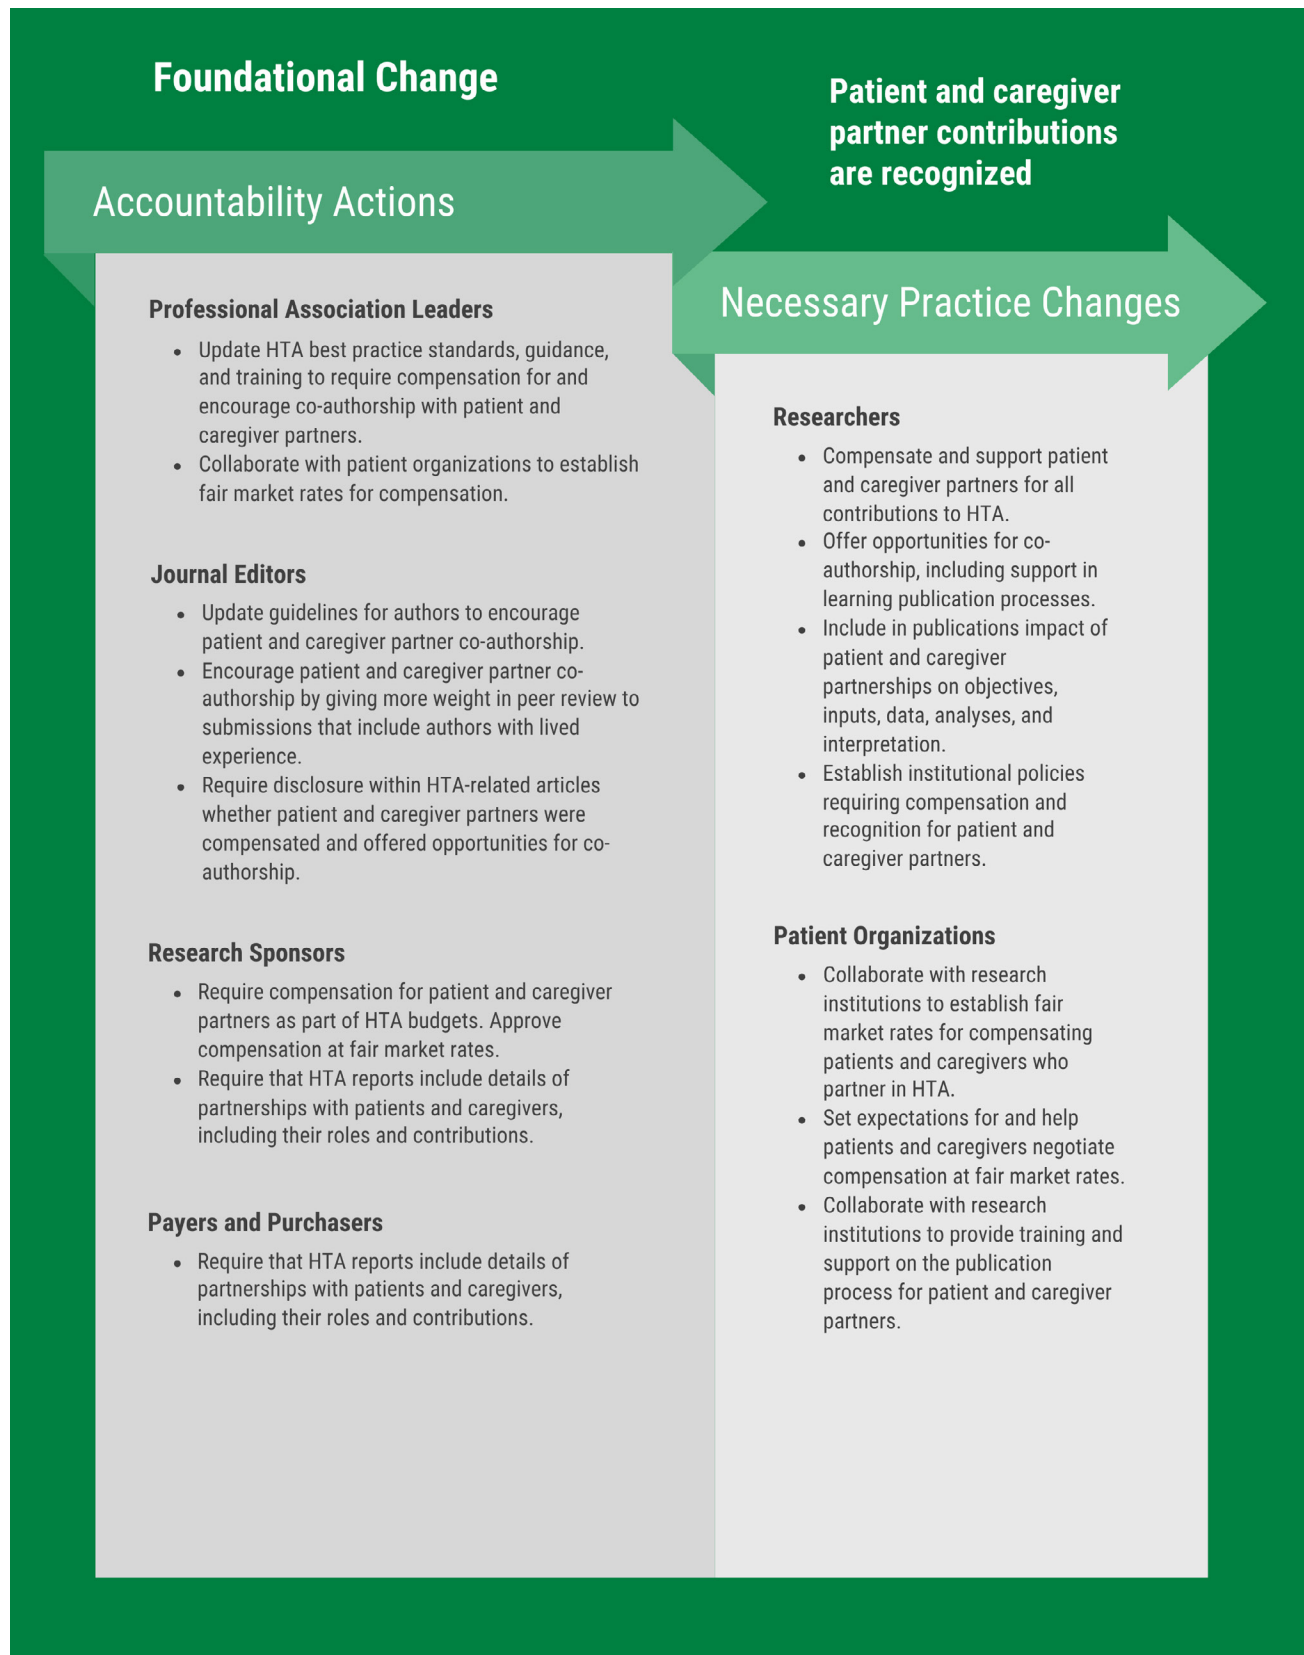 Foundational Change
Patient and caregiver
partner contributions
are recognized
Accountability Actions
Professional Association Leaders
• Update HTA best practice standards, guidance,
and training to require compensation for and
encourage co-authorship with patient and
caregiver partners.
• Collaborate with patient organizations to establish
fair market rates for compensation.
Journal Editors
• Update guidelines for authors to encourage
patient and caregiver partner co-authorship.
• Encourage patient and caregiver partner co-
authorship by giving more weight in peer review to
submissions that include authors with lived
experience.
• Require disclosure within HTA-related articles
whether patient and caregiver partners were
compensated and offered opportunities for co-
authorship.
Research Sponsors
• Require compensation for patient and caregiver
partners as part of HTA budgets. Approve
compensation at fair market rates.
• Require that HTA reports include details of
partnerships with patients and caregivers,
including their roles and contributions.
Payers and Purchasers
• Require that HTA reports include details of
partnerships with patients and caregivers,
including their roles and contributions.
Necessary Practice Changes
Researchers
• Compensate and support patient
and caregiver partners for all
contributions to HTA.
• Offer opportunities for co-
authorship, including support in
learning publication processes.
• Include in publications impact of
patient and caregiver
partnerships on objectives,
inputs, data, analyses, and
interpretation.
• Establish institutional policies
requiring compensation and
recognition for patient and
caregiver partners.
Patient Organizations
• Collaborate with research
institutions to establish fair
market rates for compensating
patients and caregivers who
partner in HTA.
• Set expectations for and help
patients and caregivers negotiate
compensation at fair market rates.
• Collaborate with research
institutions to provide training and
support on the publication
process for patient and caregiver
partners.